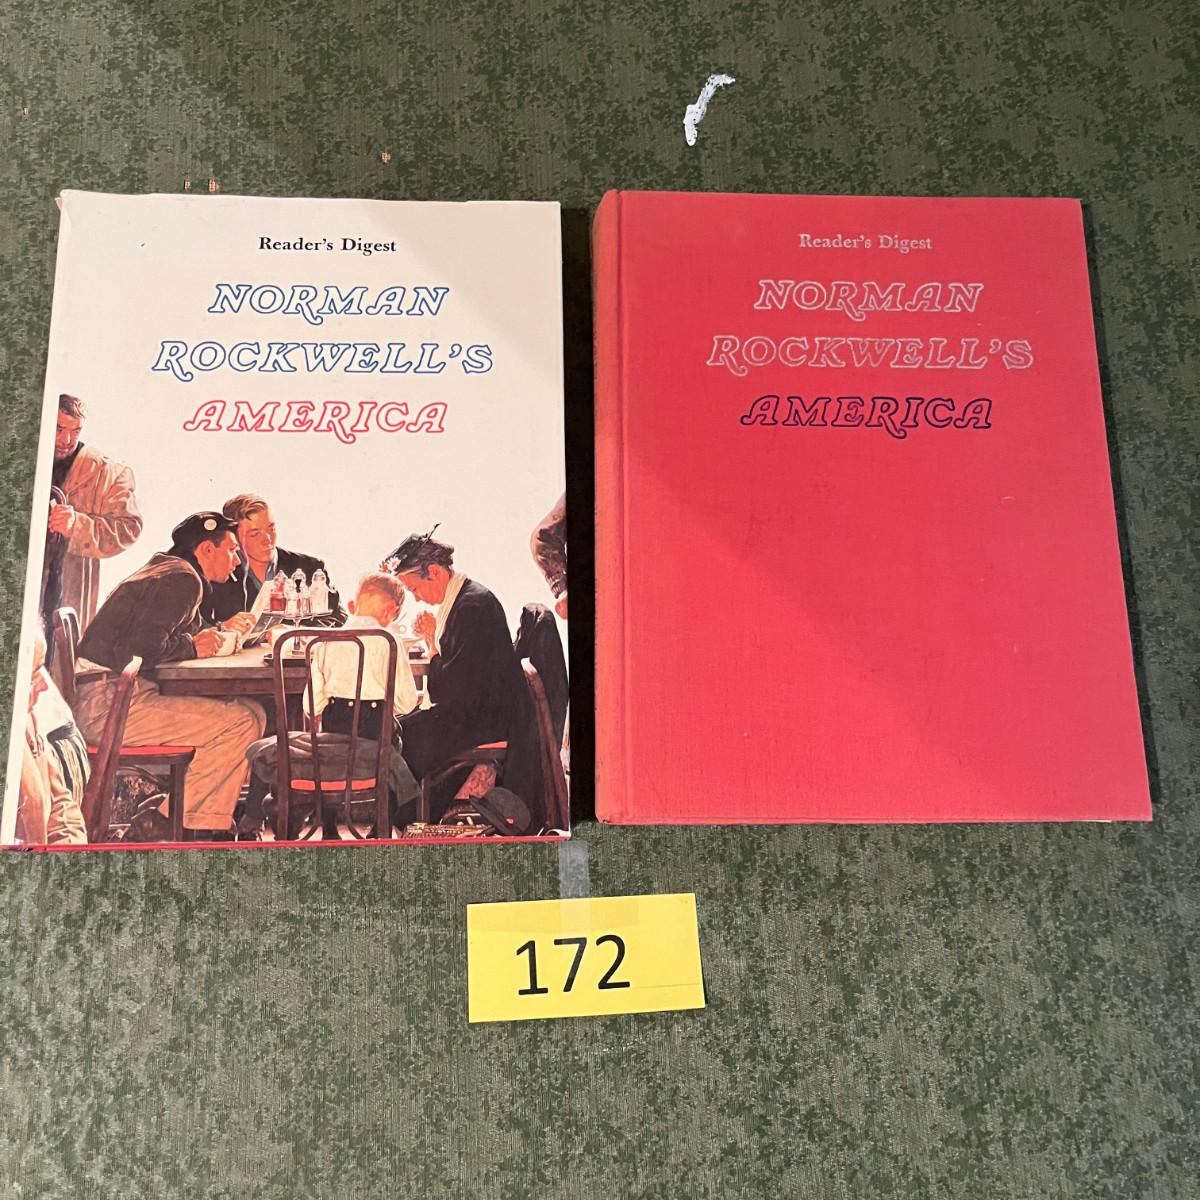 Reader's Digest
NORMAN
ROCKWELL'S
AMERICA
Reader's Digest
NORMAN
ROCKWELL'S
AMERICA
172